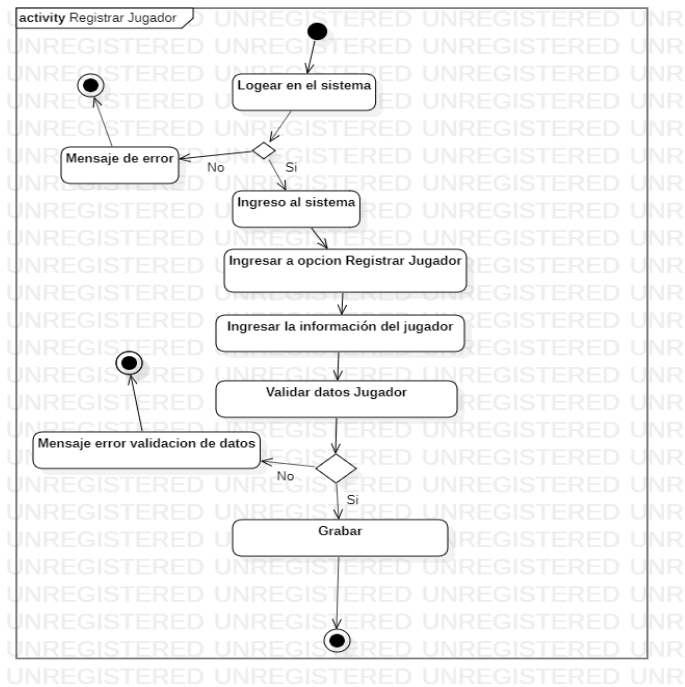 activity Registrar Jugador
Logear en el sistema
Mensaje de error
No
Si
Ingreso al sistema
Ingresar a opcion Registrar Jugador
Ingresar la información del jugador
Validar datos Jugador
Mensaje error validacion de datos
No
Si
Grabar
UNREGISTERED